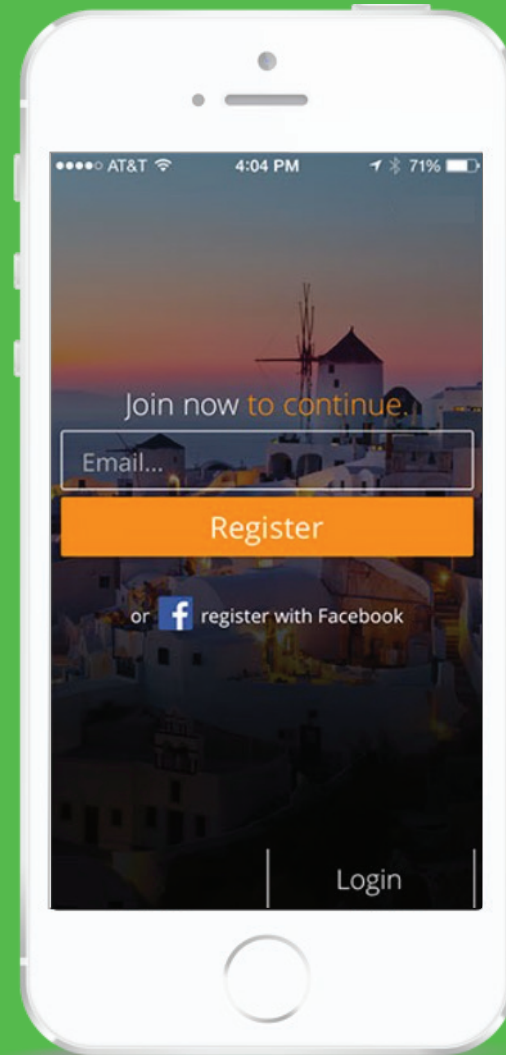 AT&T 4:04 PM 71%
Join now to continue.
Email...
Register
or f register with Facebook
Login